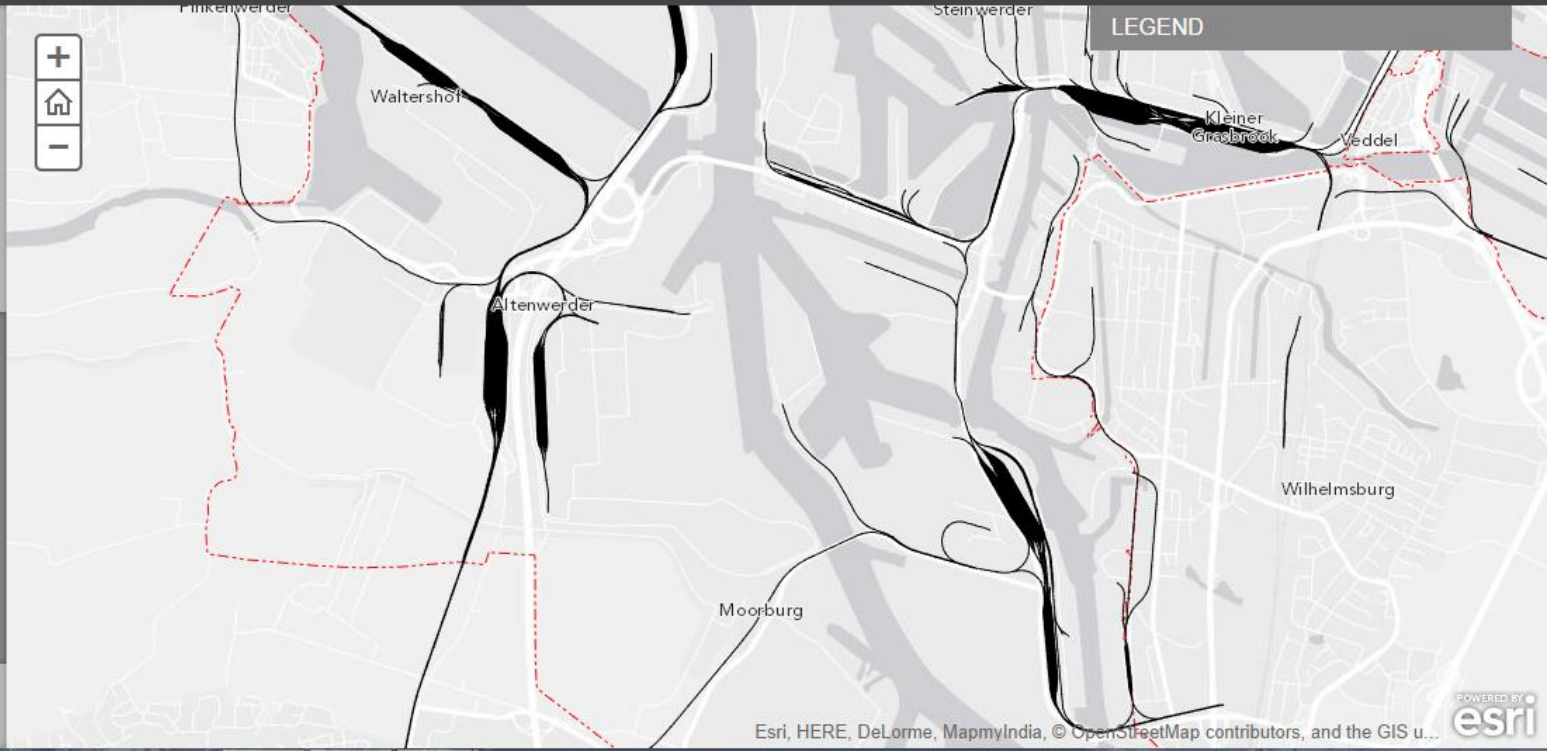 Finkenwerder
Steinwerder
LEGEND
+
Waltershof
−
Kleiner
Grasbrook
Veddel
Altenwerder
Wilhelmsburg
Moorburg
Esri, HERE, DeLorme, MapmyIndia, © OpenStreetMap contributors, and the GIS u...
POWERED BY
esri